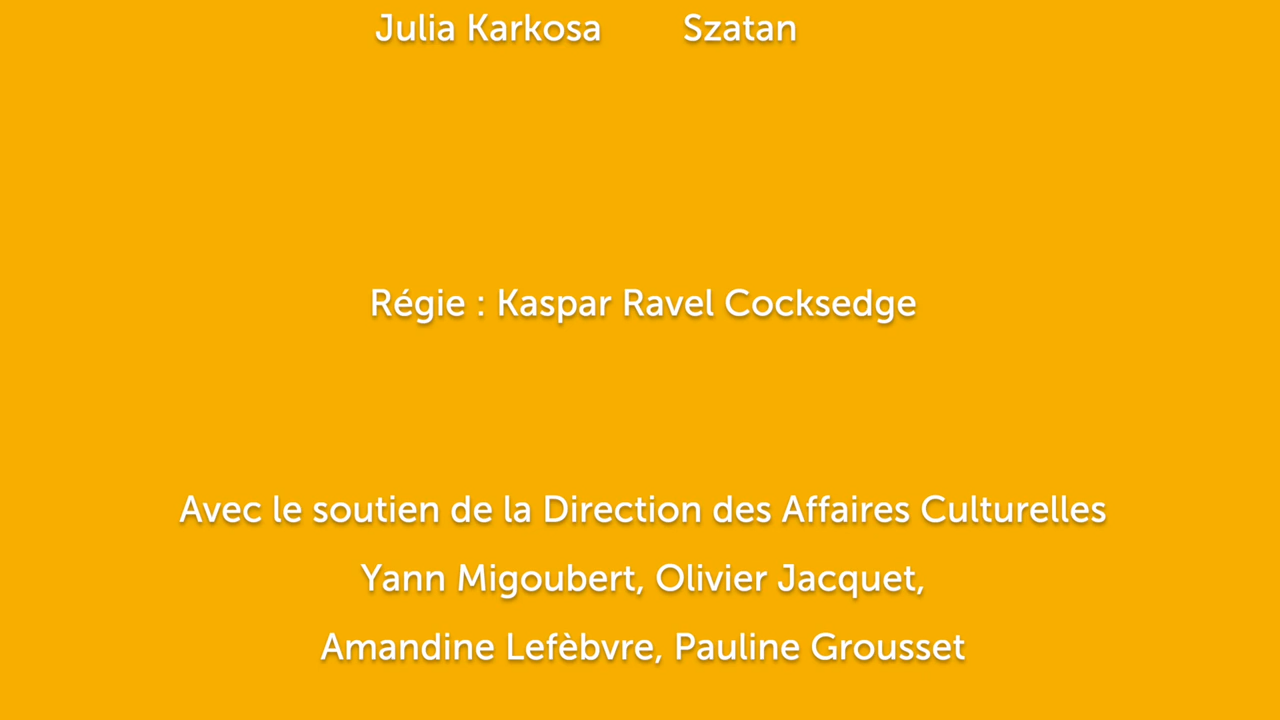 Julia Karkosa Szatan
Régie : Kaspar Ravel Cocksedge
Avec le soutien de la Direction des Affaires Culturelles
Yann Migoubert, Olivier Jacquet,
Amandine Lefèbvre, Pauline Grousset